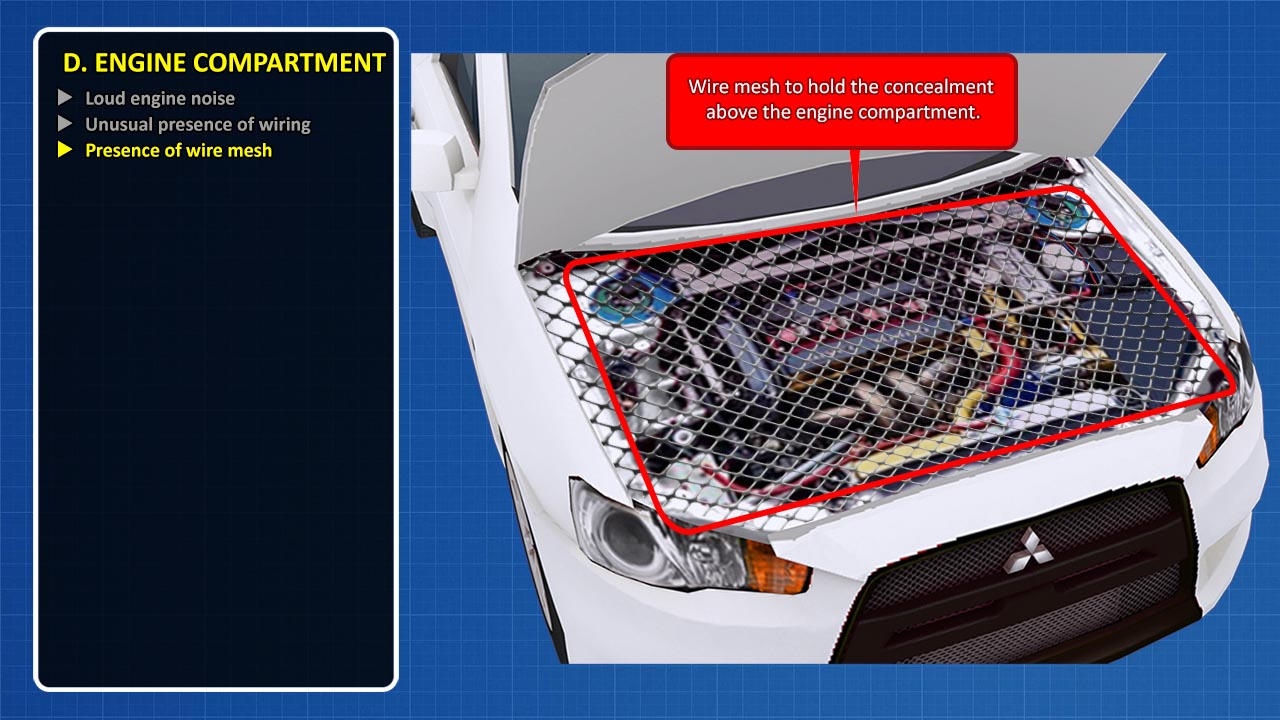 D. ENGINE COMPARTMENT
Loud engine noise
Unusual presence of wiring
Presence of wire mesh
Wire mesh to hold the concealment
above the engine compartment.